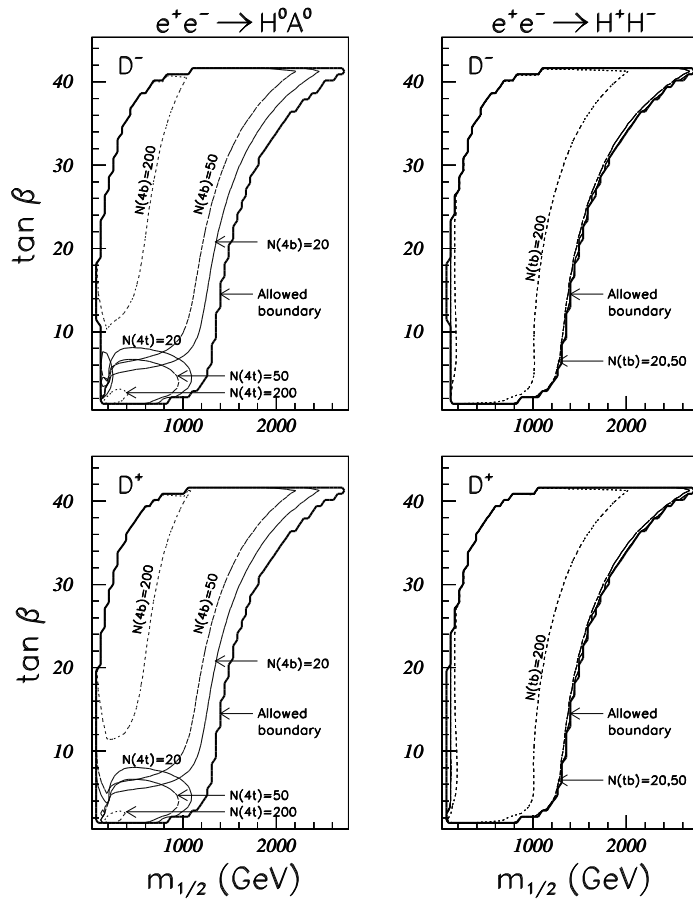 e⁺e⁻ → H⁰A⁰
e⁺e⁻ → H⁺H⁻
D⁻
N(4b)=200
N(4b)=50
N(4b)=20
Allowed
boundary
N(4t)=20
N(4t)=50
N(4t)=200
tan β
40
30
20
10
1000
2000
D⁻
N(tb)=200
Allowed
boundary
N(tb)=20,50
40
30
20
10
1000
2000
D⁺
N(4b)=200
N(4b)=50
N(4b)=20
Allowed
boundary
N(4t)=20
N(4t)=50
N(4t)=200
tan β
40
30
20
10
1000
2000
m₁/₂ (GeV)
D⁺
N(tb)=200
Allowed
boundary
N(tb)=20,50
40
30
20
10
1000
2000
m₁/₂ (GeV)